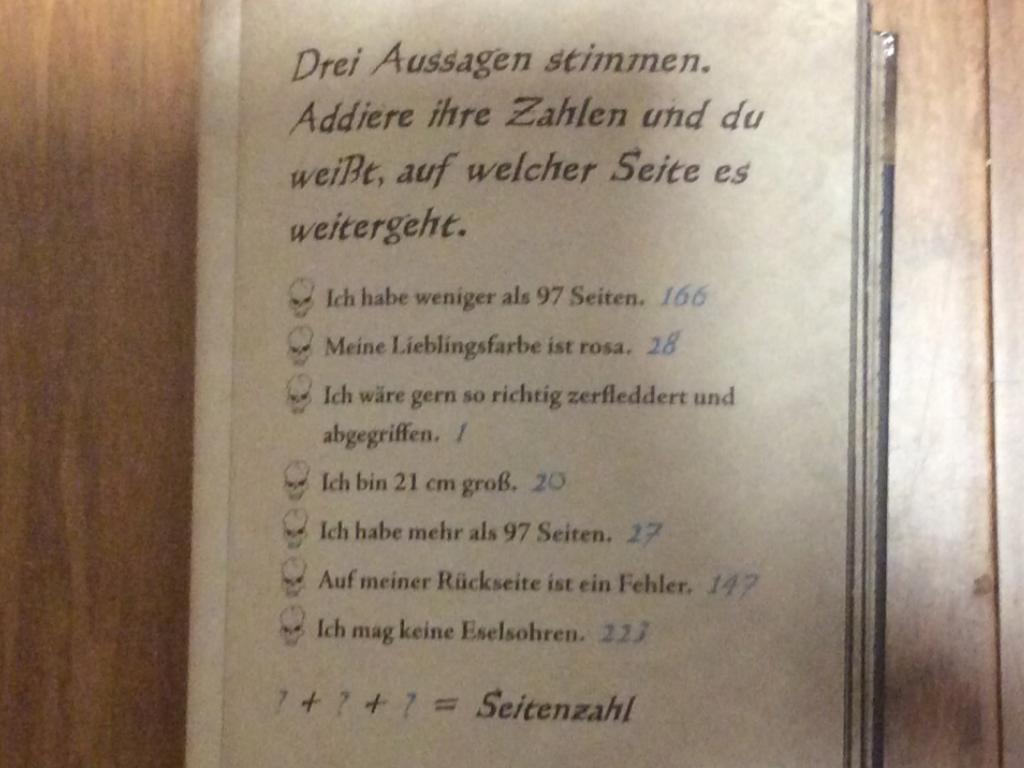 Drei Aussagen stimmen.
Addiere ihre Zahlen und du
weißt, auf welcher Seite es
weitergeht.
Ich habe weniger als 97 Seiten. 166
Meine Lieblingsfarbe ist rosa. 28
Ich wäre gern so richtig zerfleddert und
abgegriffen. 1
Ich bin 21 cm groß. 20
Ich habe mehr als 97 Seiten. 27
Auf meiner Rückseite ist ein Fehler. 147
Ich mag keine Eselsohren. 223
? + ? + ? = Seitenzahl